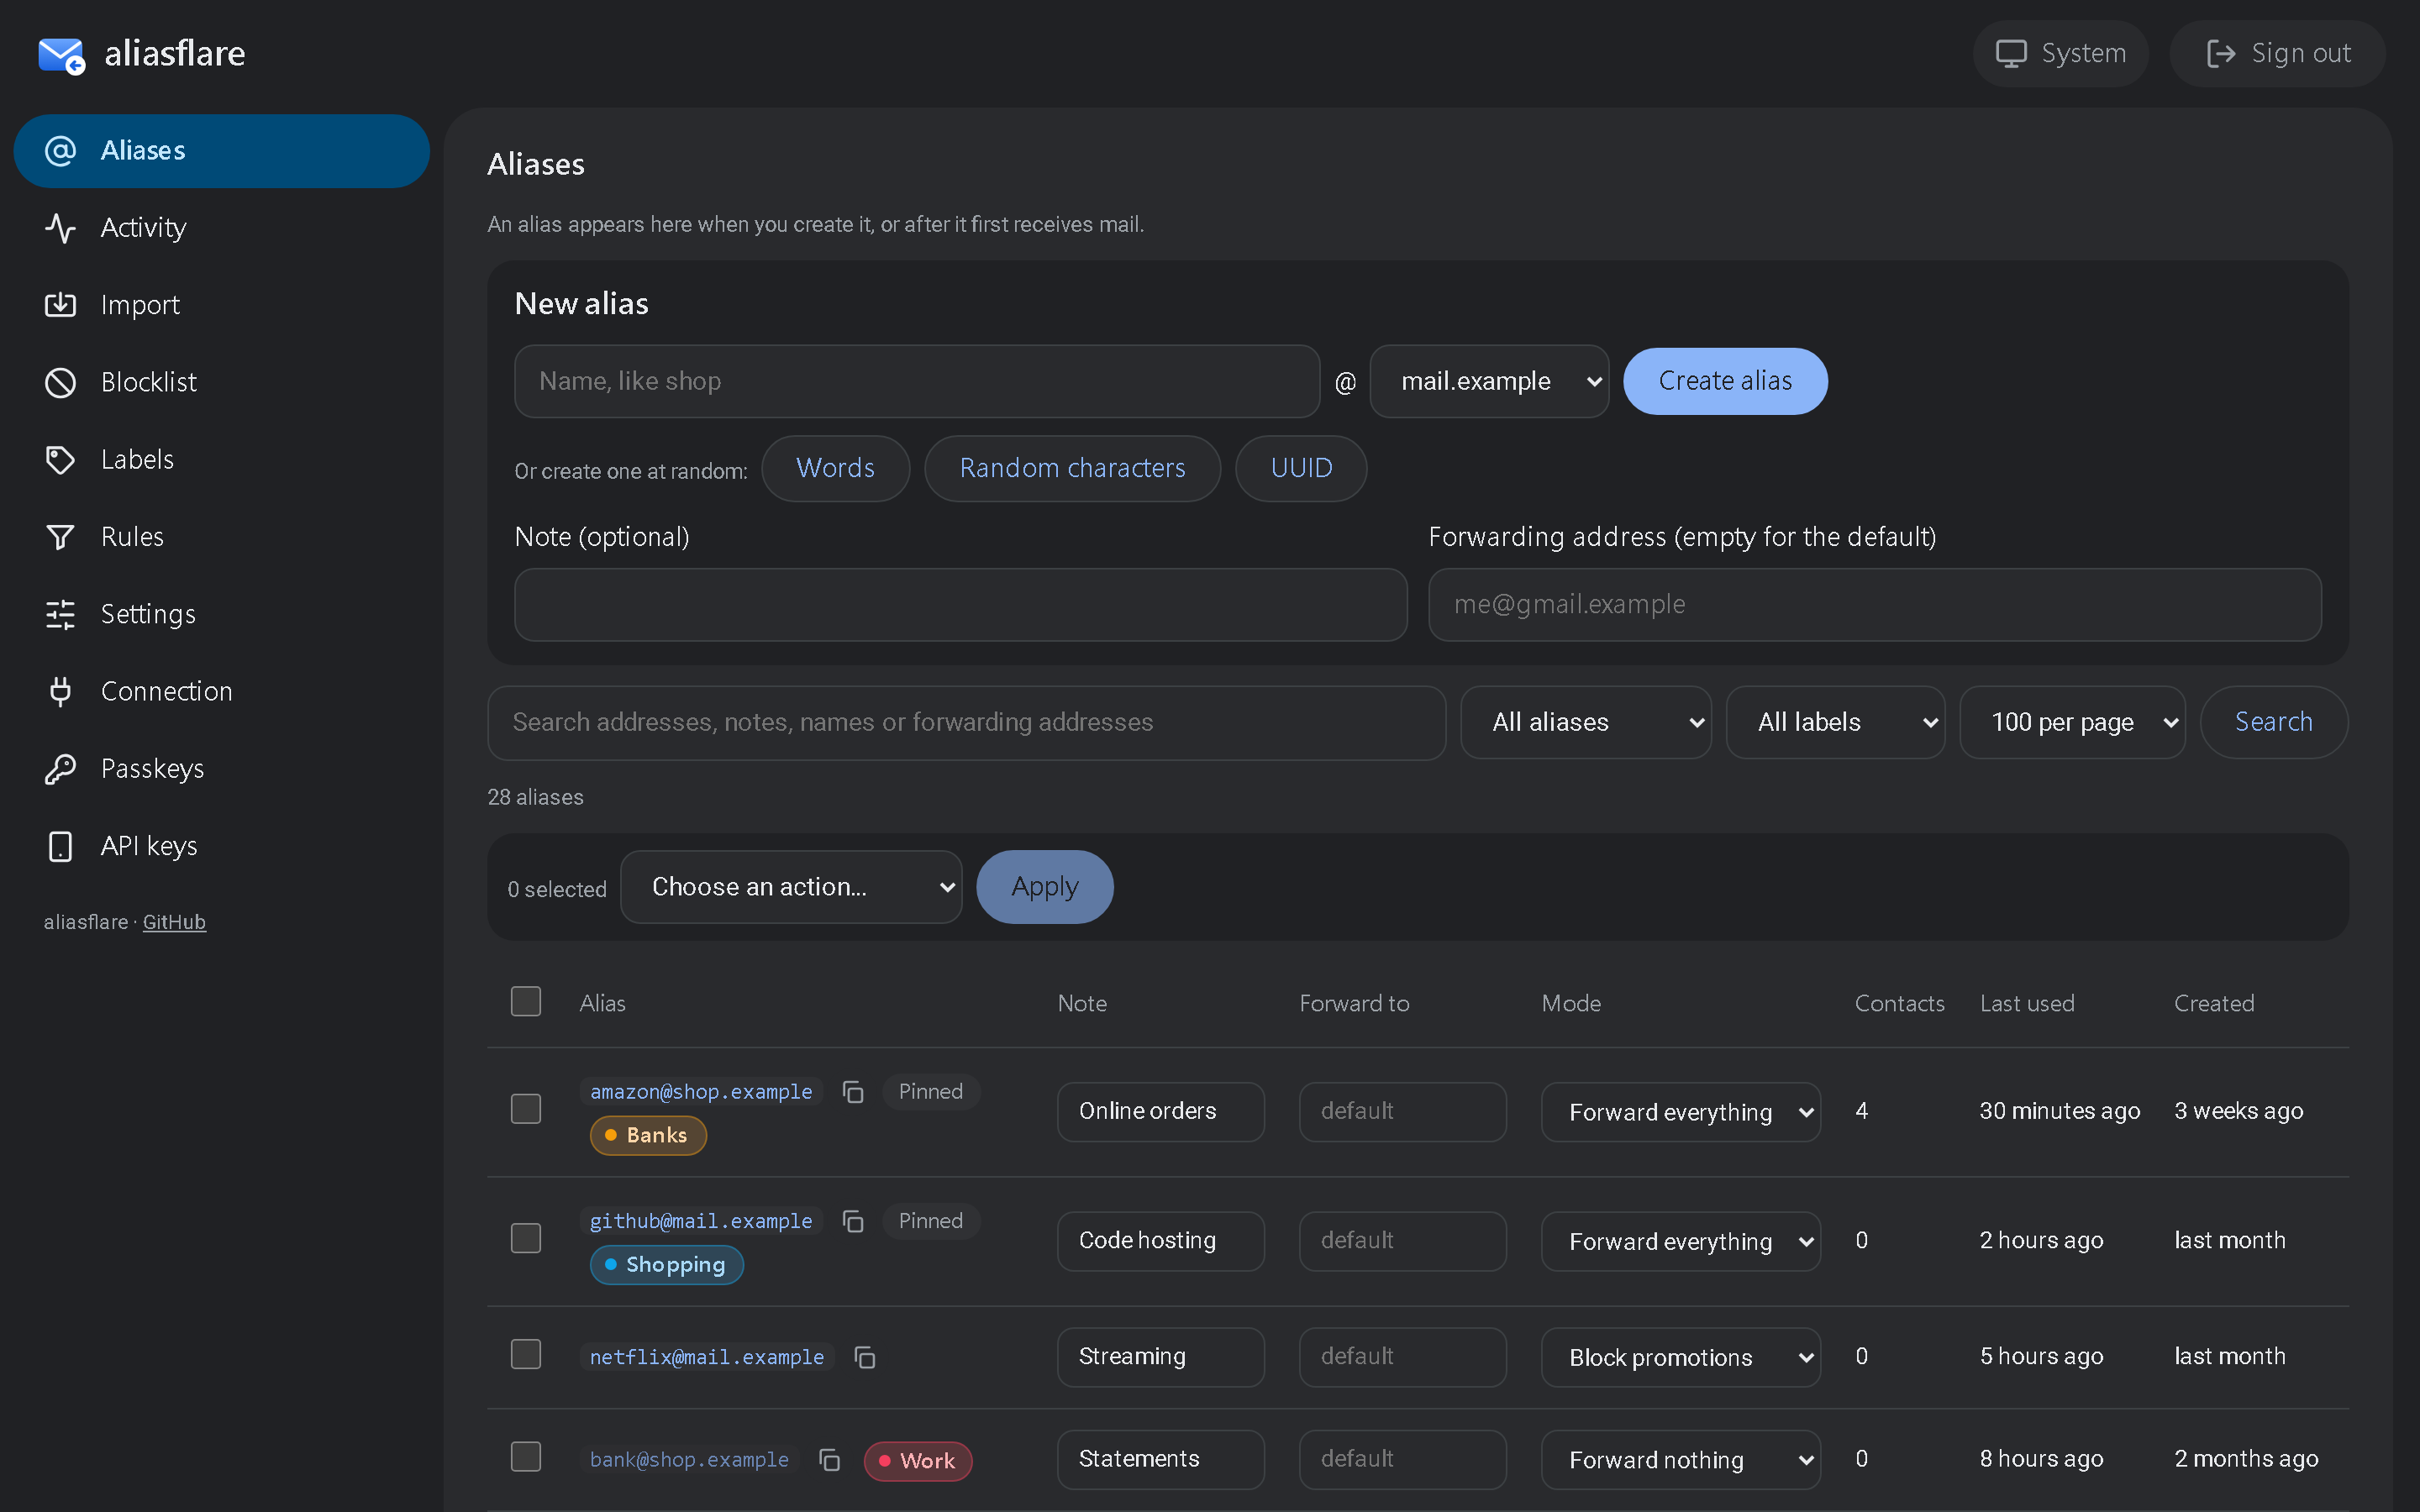 aliasflare
System
Sign out
Aliases
Activity
Import
Blocklist
Labels
Rules
Settings
Connection
Passkeys
API keys
aliasflare · GitHub
Aliases
An alias appears here when you create it, or after it first receives mail.
New alias
Name, like shop @ mail.example Create alias
Or create one at random: Words Random characters UUID
Note (optional) Forwarding address (empty for the default)
me@gmail.example
Search addresses, notes, names or forwarding addresses All aliases All labels 100 per page Search
28 aliases
0 selected Choose an action... Apply
Alias Note Forward to Mode Contacts Last used Created
amazon@shop.example Pinned Online orders default Forward everything 4 30 minutes ago 3 weeks ago
Banks
github@mail.example Pinned Code hosting default Forward everything 0 2 hours ago last month
Shopping
netflix@mail.example Streaming default Block promotions 0 5 hours ago last month
bank@shop.example Work Statements default Forward nothing 0 8 hours ago 2 months ago